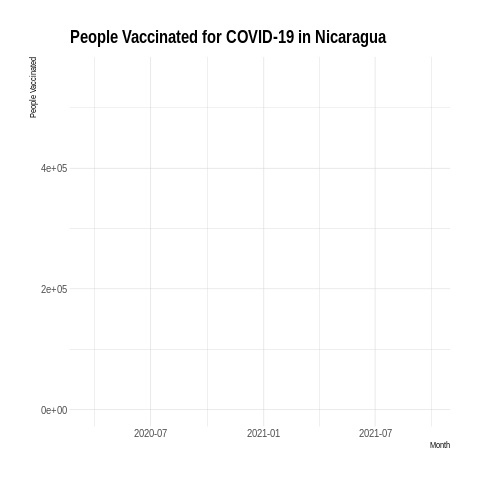 People Vaccinated for COVID-19 in Nicaragua
People Vaccinated
4e+05
2e+05
0e+00
2020-07
2021-01
2021-07
Month